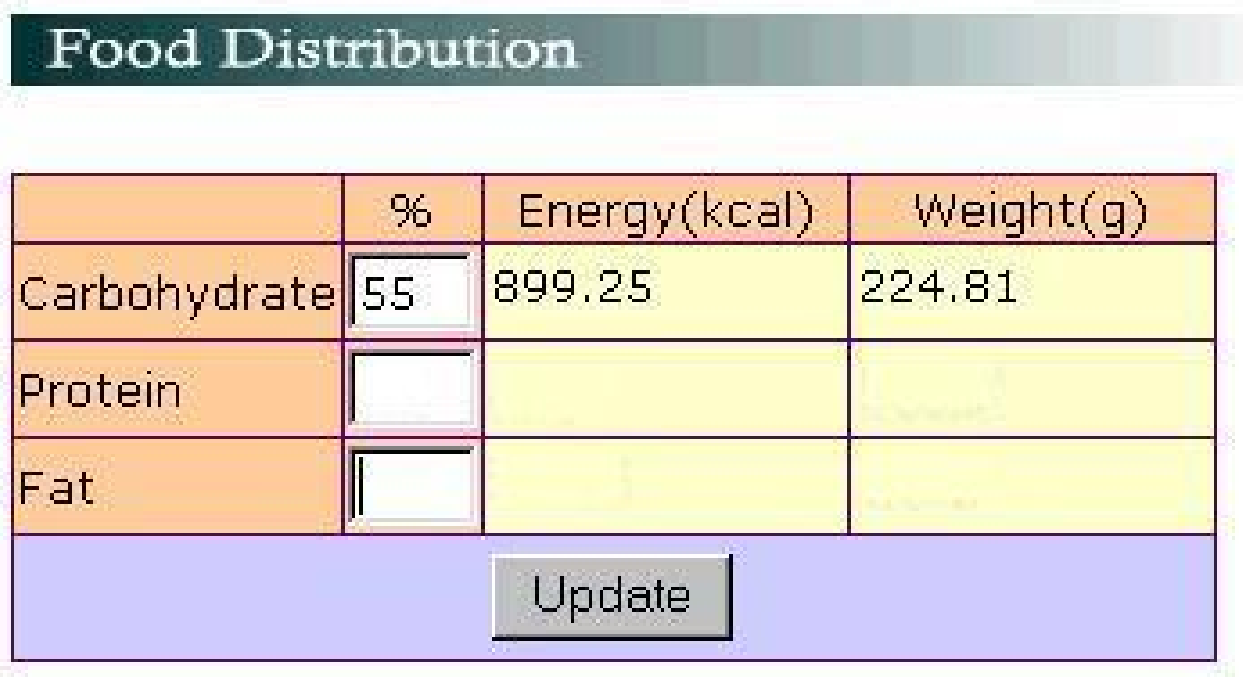 Food Distribution
% Energy(kcal) Weight(g)
Carbohydrate 55 899.25 224.81
Protein
Fat
Update